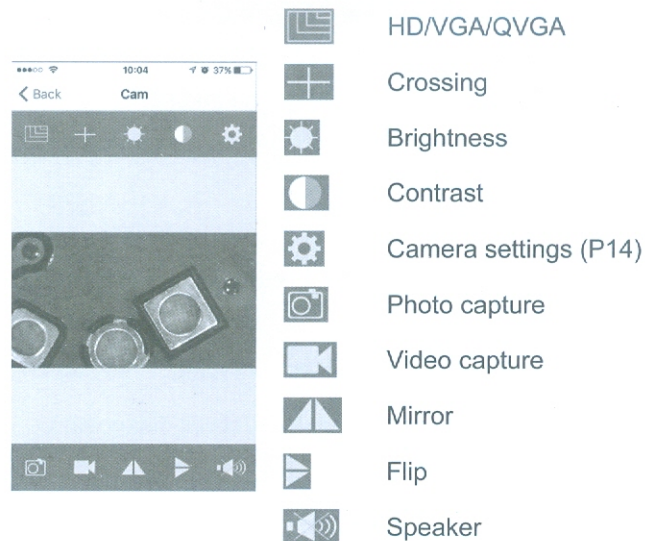 HD/VGA/QVGA
10:04 37%
Back Cam
Crossing
Brightness
Contrast
Camera settings (P14)
Photo capture
Video capture
Mirror
Flip
Speaker